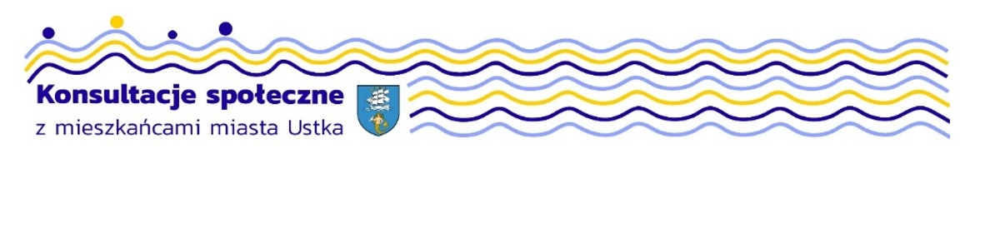 Konsultacje społeczne
z mieszkańcami miasta Ustka